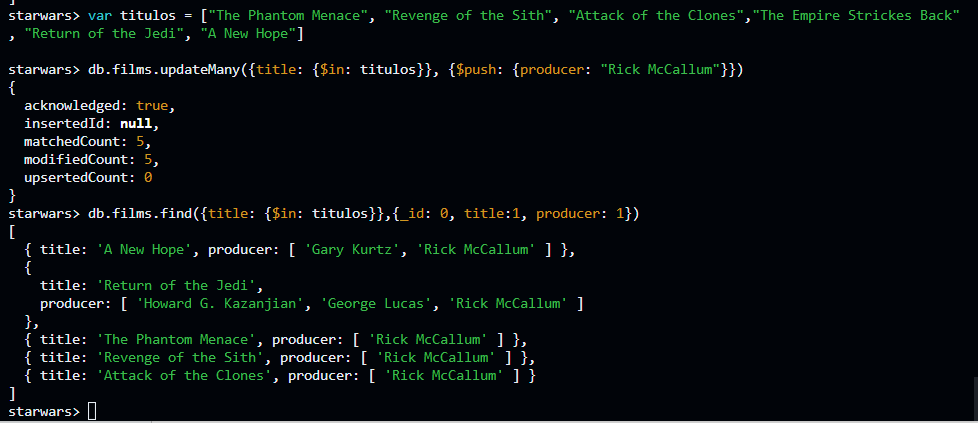 ]
starwars> var titulos = ["The Phantom Menace", "Revenge of the Sith", "Attack of the Clones","The Empire Strickes Back"
, "Return of the Jedi", "A New Hope"]
starwars> db.films.updateMany({title: {$in: titulos}}, {$push: {producer: "Rick McCallum"}})
{
  acknowledged: true,
  insertedId: null,
  matchedCount: 5,
  modifiedCount: 5,
  upsertedCount: 0
}
starwars> db.films.find({title: {$in: titulos}},{_id: 0, title:1, producer: 1})
[
  { title: 'A New Hope', producer: [ 'Gary Kurtz', 'Rick McCallum' ] },
  {
    title: 'Return of the Jedi',
    producer: [ 'Howard G. Kazanjian', 'George Lucas', 'Rick McCallum' ]
  },
  { title: 'The Phantom Menace', producer: [ 'Rick McCallum' ] },
  { title: 'Revenge of the Sith', producer: [ 'Rick McCallum' ] },
  { title: 'Attack of the Clones', producer: [ 'Rick McCallum' ] }
]
starwars>